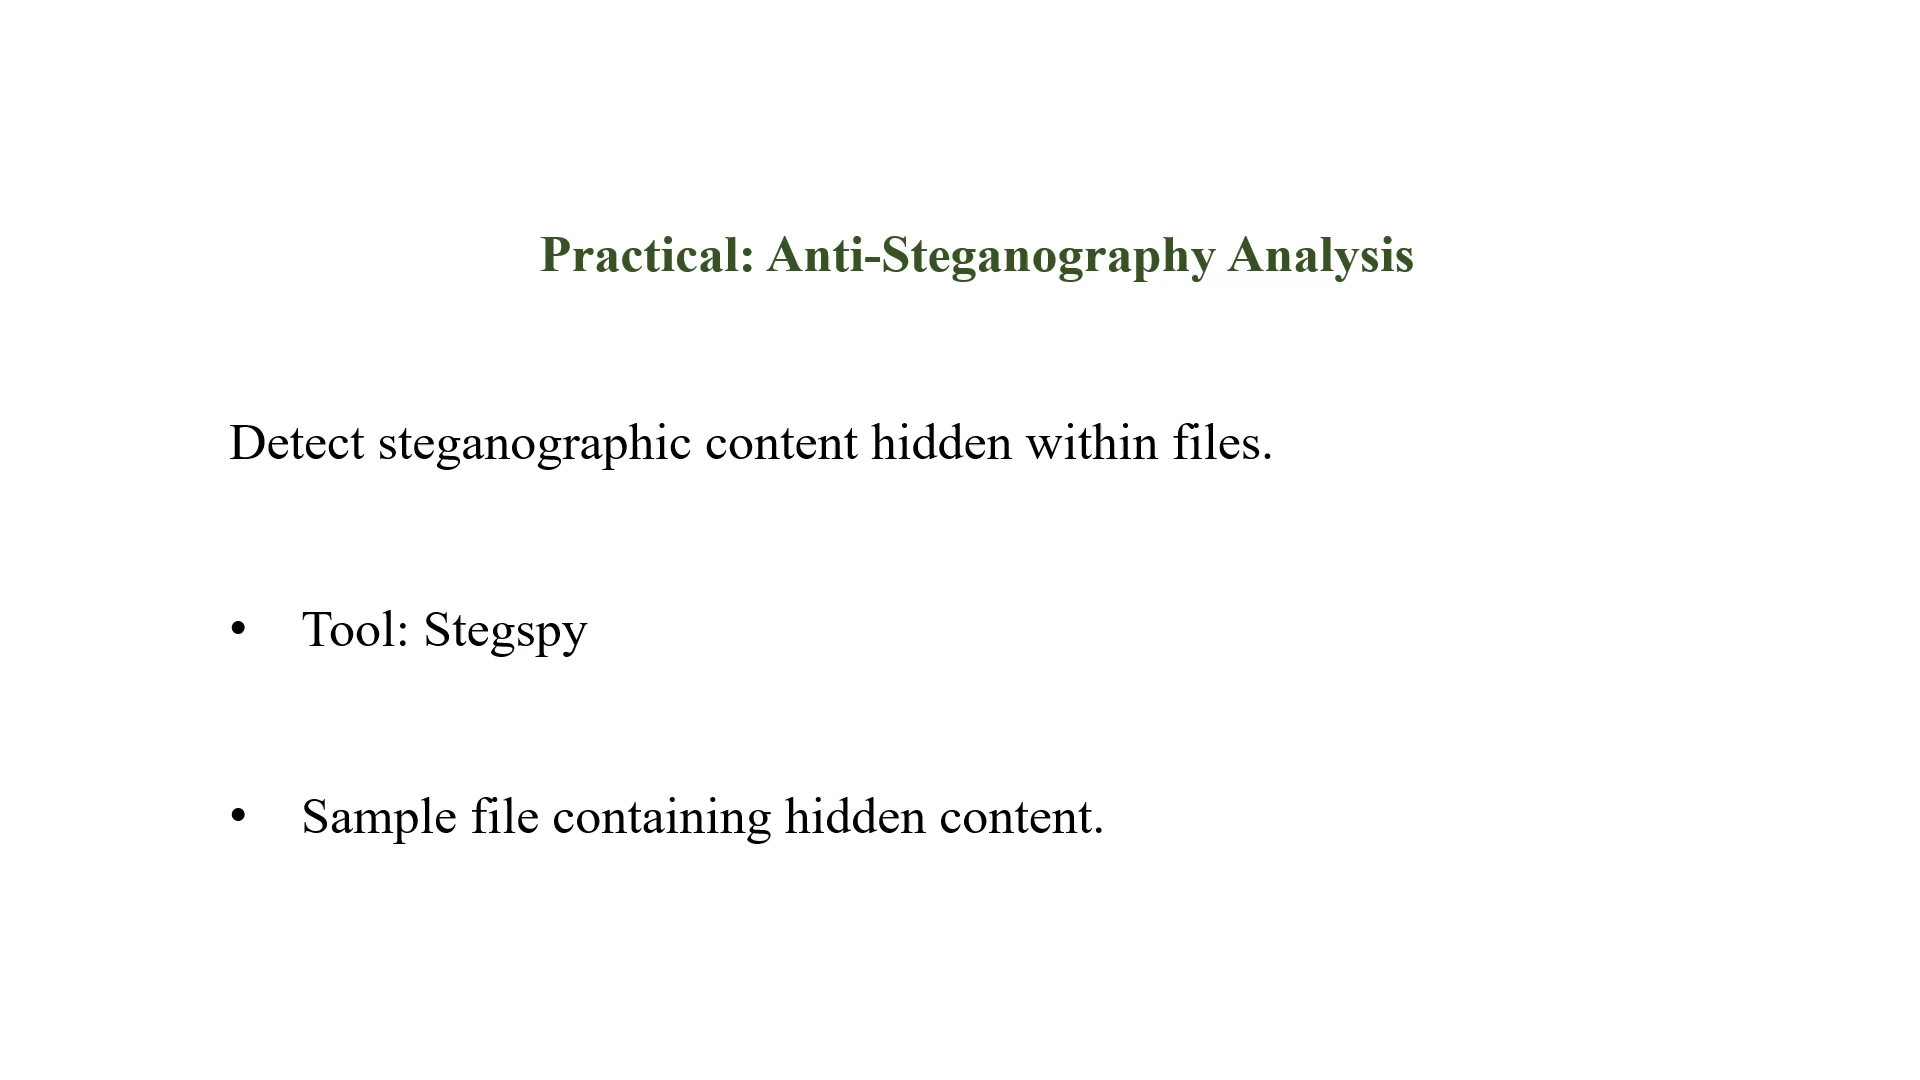 Practical: Anti-Steganography Analysis
Detect steganographic content hidden within files.
• Tool: Stegspy
• Sample file containing hidden content.